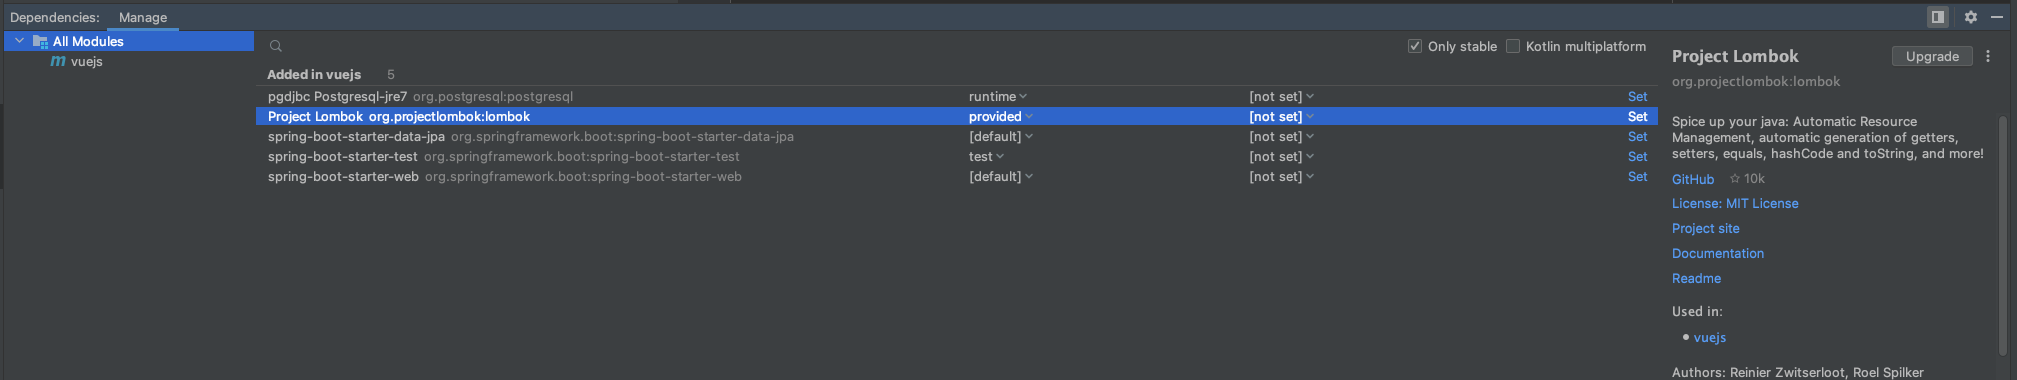 Dependencies: Manage
All Modules
vuejs
Only stable Kotlin multiplatform
Added in vuejs 5
pgdjbc Postgresql-jre7 org.postgresql:postgresql runtime [not set] Set
Project Lombok org.projectlombok:lombok provided [not set] Set
spring-boot-starter-data-jpa org.springframework.boot:spring-boot-starter-data-jpa [default] [not set] Set
spring-boot-starter-test org.springframework.boot:spring-boot-starter-test test [not set] Set
spring-boot-starter-web org.springframework.boot:spring-boot-starter-web [default] [not set] Set
Project Lombok Upgrade
org.projectlombok:lombok
Spice up your java: Automatic Resource
Management, automatic generation of getters,
setters, equals, hashCode and toString, and more!
GitHub 10k
License: MIT License
Project site
Documentation
Readme
Used in:
vuejs
Authors: Reinier Zwitserloot, Roel Spilker